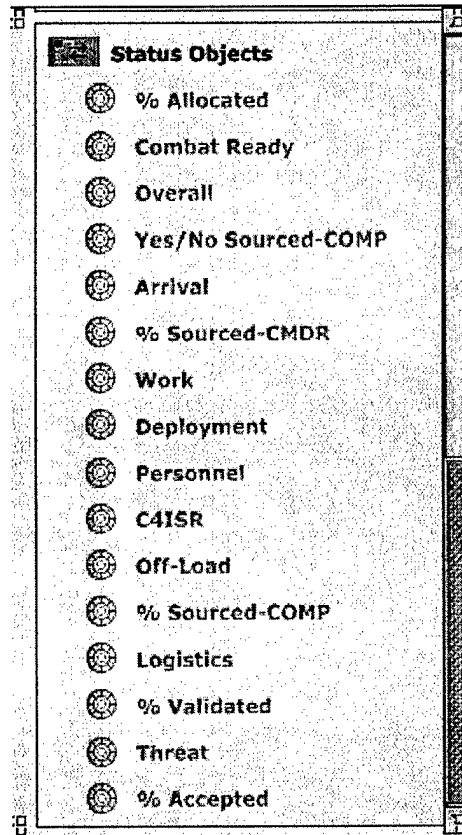 Status Objects
% Allocated
Combat Ready
Overall
Yes/No Sourced-COMP
Arrival
% Sourced-CMDR
Work
Deployment
Personnel
C4ISR
Off-Load
% Sourced-COMP
Logistics
% Validated
Threat
% Accepted